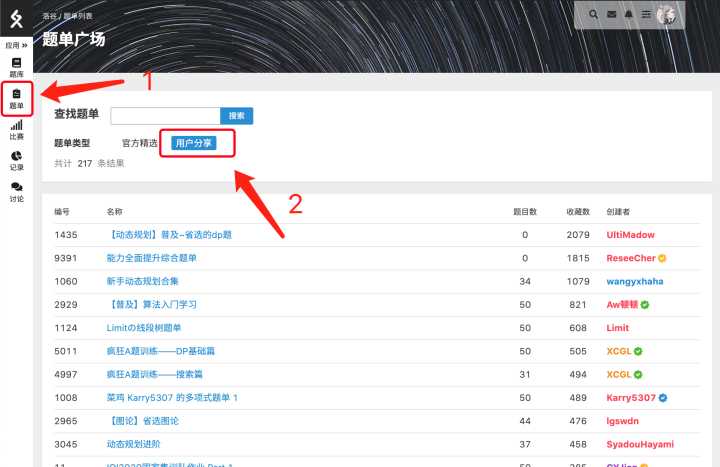 洛谷 / 题单列表
题单广场
应用 »
题库
题单
比赛
记录
讨论
1
查找题单 搜索
题单类型 官方精选 用户分享
共计 217 条结果
2
编号 名称 题目数 收藏数 创建者
1435 【动态规划】普及~省选的dp题 0 2079 UltiMadow
9391 能力全面提升综合题单 0 1815 ReseeCher
1060 新手动态规划合集 34 1079 wangyxhaha
2929 【普及】算法入门学习 50 821 Aw顿顿
1124 Limitの线段树题单 50 608 Limit
5011 疯狂A题训练——DP基础篇 50 505 XCGL
4997 疯狂A题训练——搜索篇 31 494 XCGL
1008 菜鸡 Karry5307 的多项式题单 1 50 489 Karry5307
2965 【图论】省选图论 44 476 lgswdn
3045 动态规划进阶 37 458 SyadouHayami